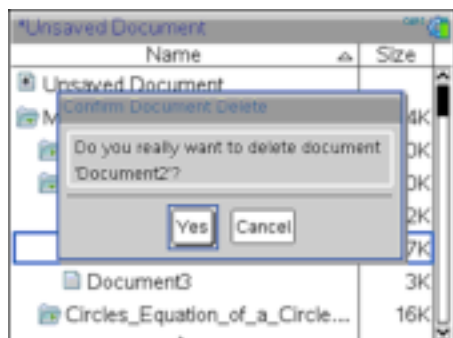 *Unsaved Document
Name Size
Unsaved Document
Confirm Document Delete
M 4K
Do you really want to delete document 0K
'Document2'? 0K
2K
Yes Cancel
7K
Document3 3K
Circles_Equation_of_a_Circle... 16K